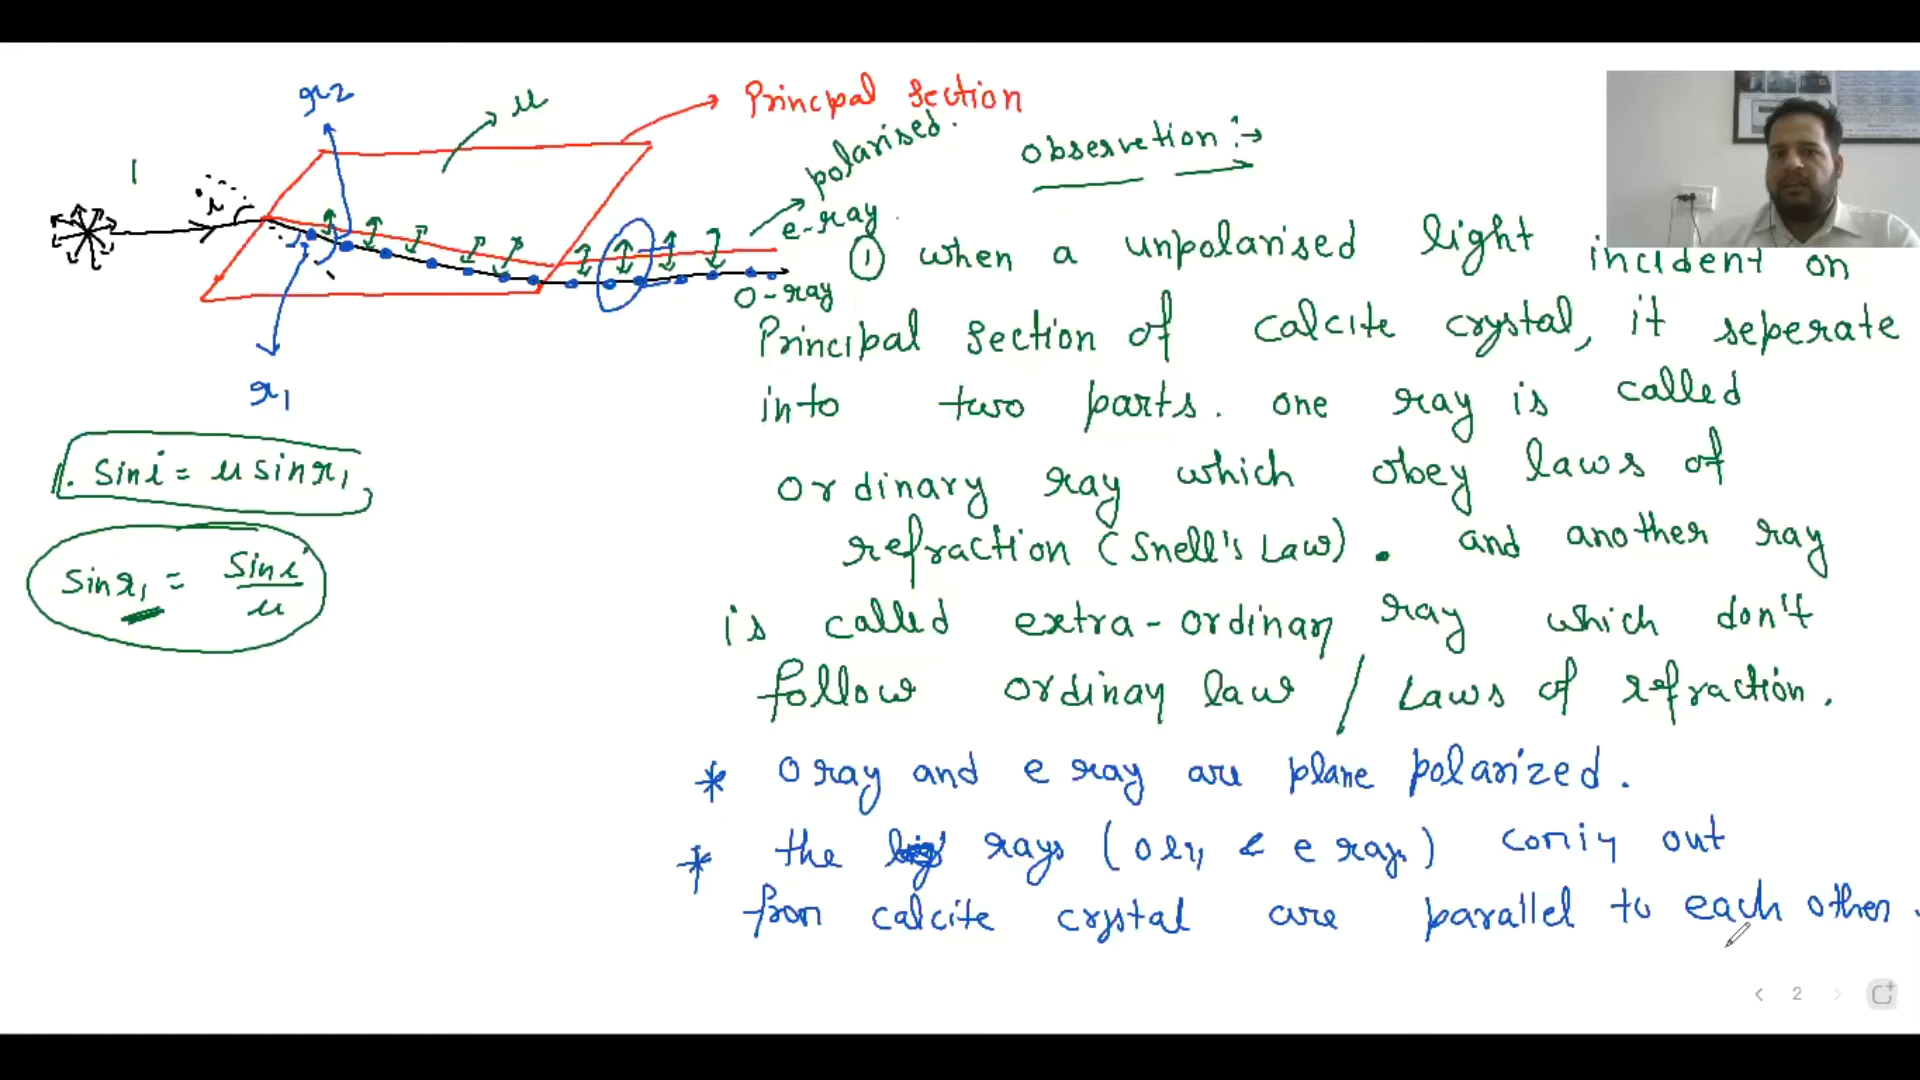 r2
μ
Principal section
polarised.
observetion :→
1
i
e-ray
o-ray
r1
① when a unpolarised light incident on
Principal section of calcite crystal, it seperate
into two parts. one ray is called
ordinary ray which obey laws of
refraction (Snell's Law). and another ray
is called extra-ordinary ray which don't
follow ordinay law / Laws of refraction.
* o ray and e ray are plane polarized.
* the rays ( & e ray ) out
from calcite crystal are parallel to each other.
. sin i = μ sin r1
sin r1 = sin i / μ
2